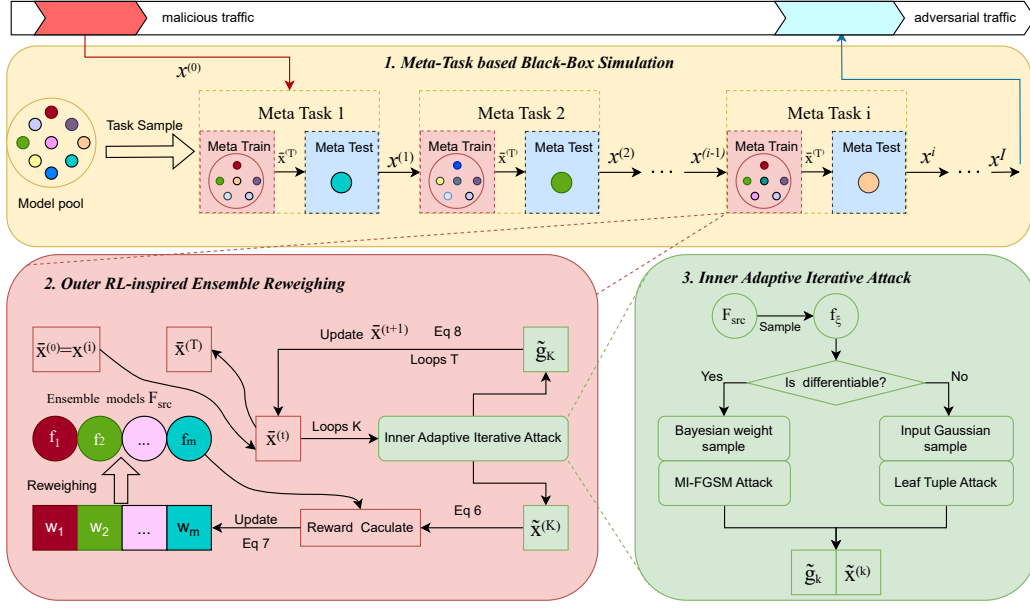 malicious traffic
adversarial traffic
1. Meta-Task based Black-Box Simulation
x^(0)
Model pool
Task Sample
Meta Task 1
Meta Train
x̄^(T)
Meta Test
x^(1)
Meta Task 2
Meta Train
x̄^(T)
Meta Test
x^(2)
...
x^(i-1)
Meta Task i
Meta Train
x̄^(T)
Meta Test
x^i
...
x^I
2. Outer RL-inspired Ensemble Reweighing
x̄^(0)=x^(i)
x̄^(T)
Update x̄^(t+1) Eq 8
Loops T
g̃_K
Ensemble models F_src
f_1 f_2 ... f_m
x̄^(t)
Loops K
Inner Adaptive Iterative Attack
Reweighing
w_1 w_2 ... w_m
Update
Eq 7
Reward Caculate
Eq 6
x̃^(K)
3. Inner Adaptive Iterative Attack
F_src
Sample
f_ξ
Is differentiable?
Yes
No
Bayesian weight
sample
MI-FGSM Attack
Input Gaussian
sample
Leaf Tuple Attack
g̃_k x̃^(k)